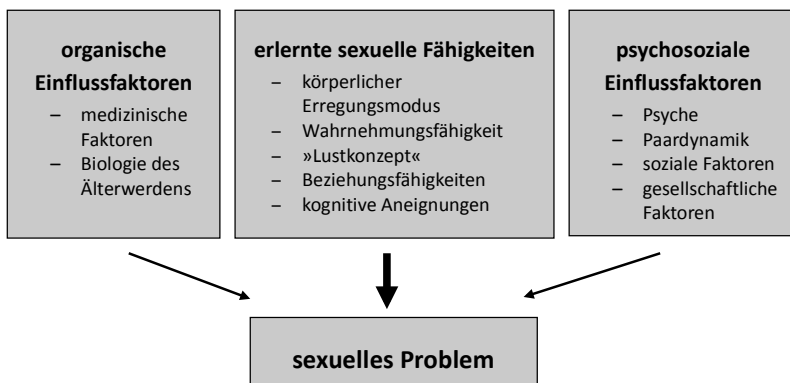 organische
Einflussfaktoren
– medizinische
Faktoren
– Biologie des
Älterwerdens
erlernte sexuelle Fähigkeiten
– körperlicher
Erregungsmodus
– Wahrnehmungsfähigkeit
– »Lustkonzept«
– Beziehungsfähigkeiten
– kognitive Aneignungen
psychosoziale
Einflussfaktoren
– Psyche
– Paardynamik
– soziale Faktoren
– gesellschaftliche
Faktoren
sexuelles Problem